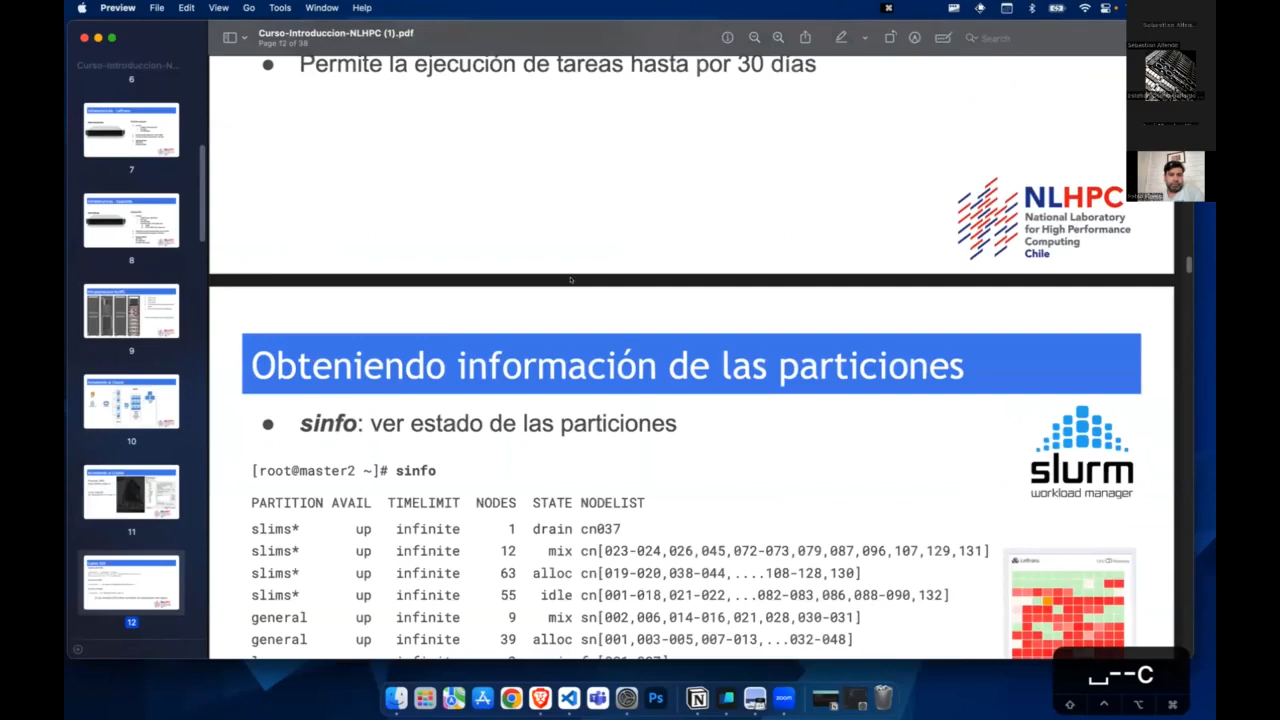 Preview File Edit View Go Tools Window Help
Curso-Introduccion-NLHPC (1).pdf
Page 12 of 38
Search
Curso-Introduccion-N...
6
7
8
9
10
11
12
Permite la ejecución de tareas hasta por 30 días
NLHPC
National Laboratory
for High Performance
Computing
Chile
Obteniendo información de las particiones
sinfo: ver estado de las particiones
slurm
workload manager
[root@master2 ~]# sinfo
PARTITION AVAIL TIMELIMIT NODES STATE NODELIST
slims* up infinite 1 drain cn037
slims* up infinite 12 mix cn[023-024,026,045,072-073,079,087,096,107,129,131]
slims* up infinite 63 alloc cn[019-020,038-044,....108-128,130]
slims* up infinite 55 idle cn[001-018,021-022,...082-083,086,088-090,132]
general up infinite 9 mix sn[002,006,014-016,021,028,030-031]
general up infinite 39 alloc sn[001,003-005,007-013,...032-048]
Leftraru
␣--C
Sebastian Allende
zoom
Ps